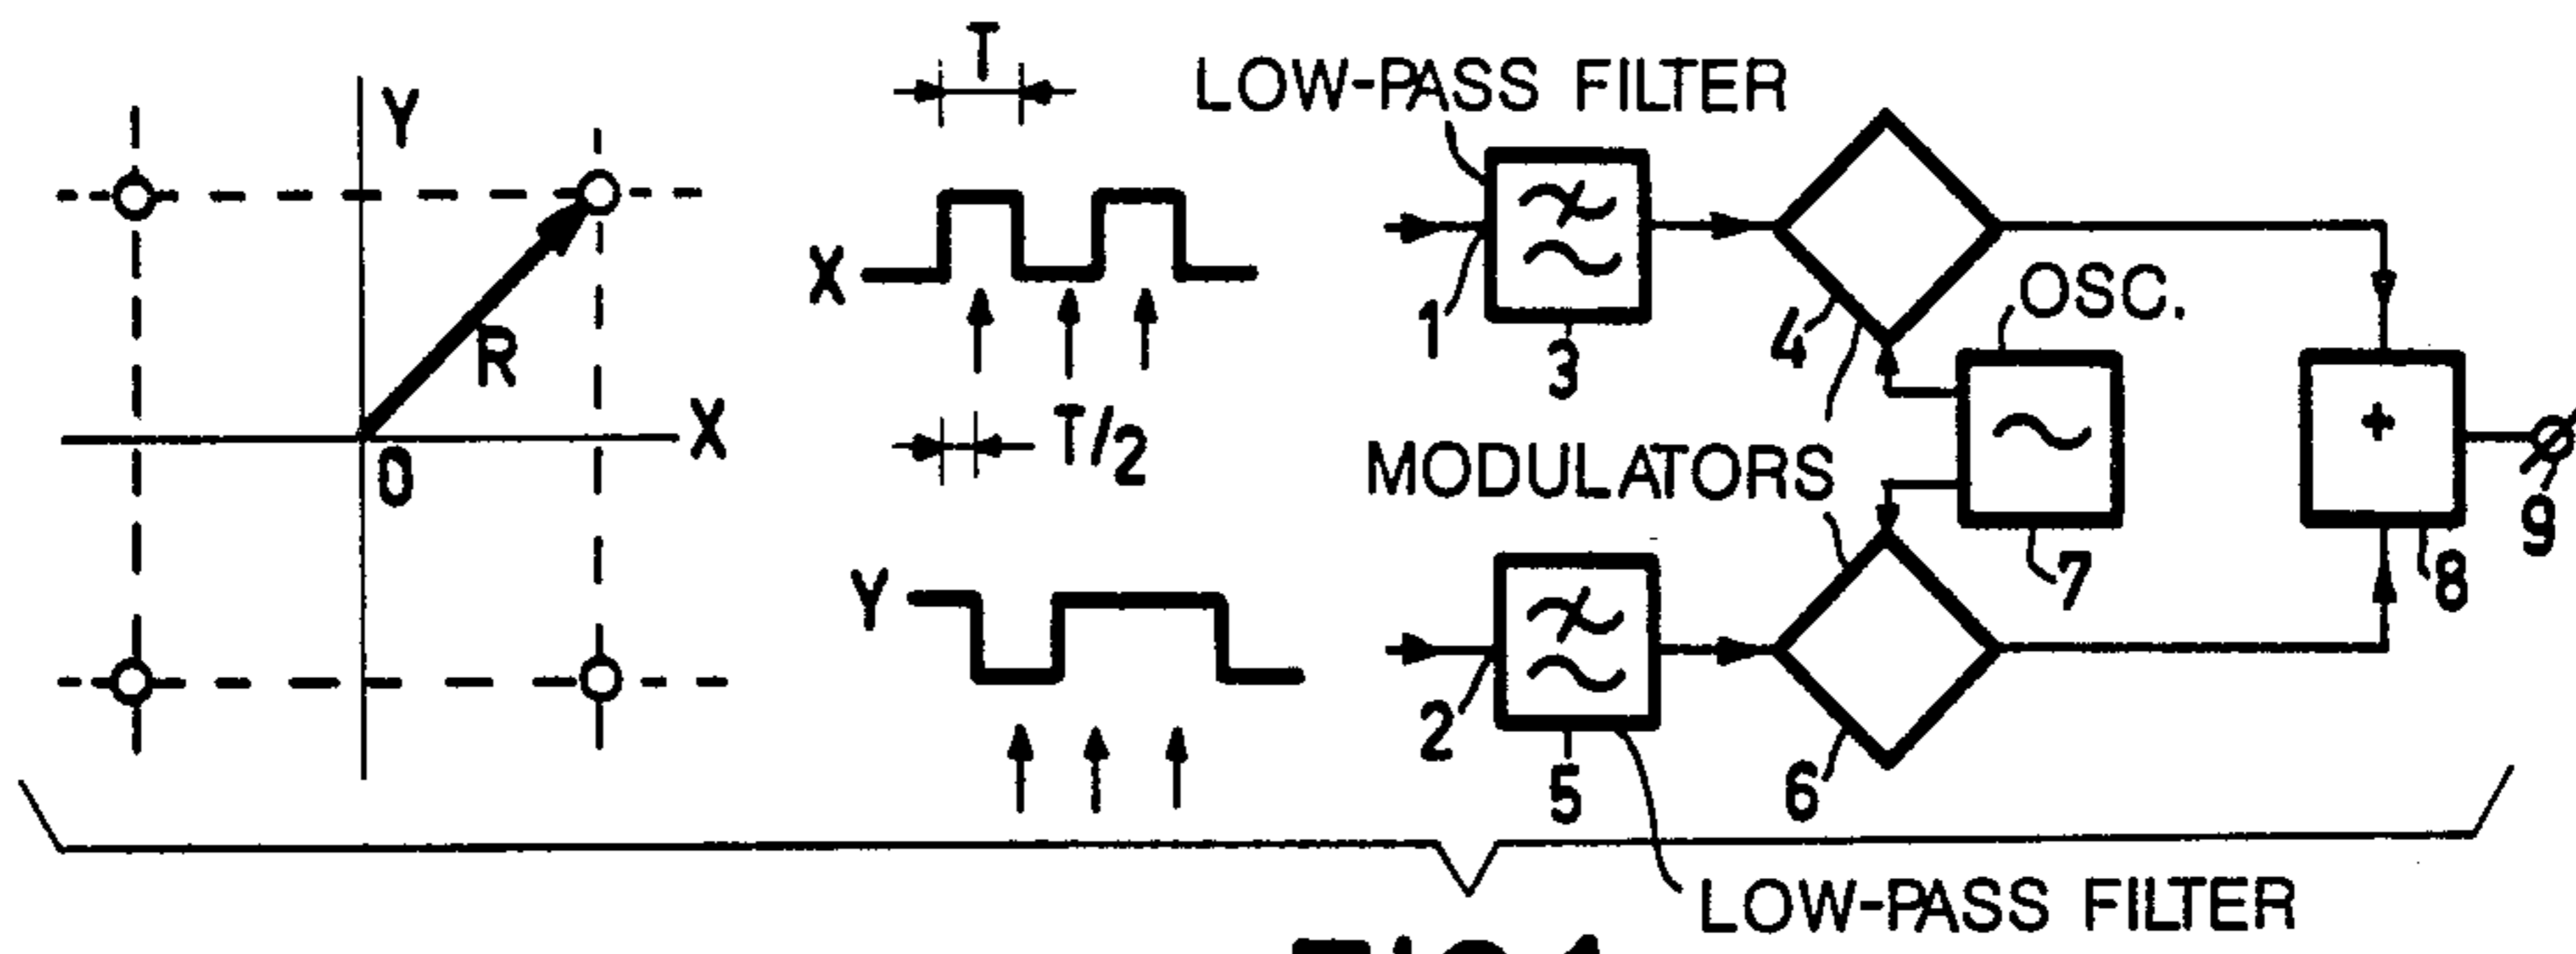 T
LOW-PASS FILTER
Y
X
1
3
4
OSC.
R
X
0
T/2
MODULATORS
7
8
9
Y
2
5
6
LOW-PASS FILTER
+